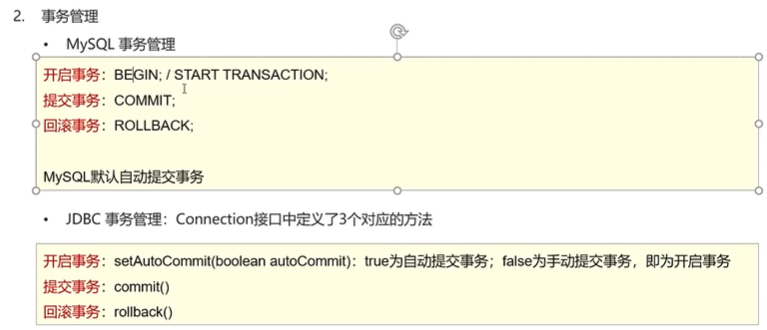 2. 事务管理
• MySQL 事务管理
开启事务：BEGIN; / START TRANSACTION;
提交事务：COMMIT;
回滚事务：ROLLBACK;
MySQL默认自动提交事务
• JDBC 事务管理：Connection接口中定义了3个对应的方法
开启事务：setAutoCommit(boolean autoCommit)：true为自动提交事务；false为手动提交事务，即为开启事务
提交事务：commit()
回滚事务：rollback()